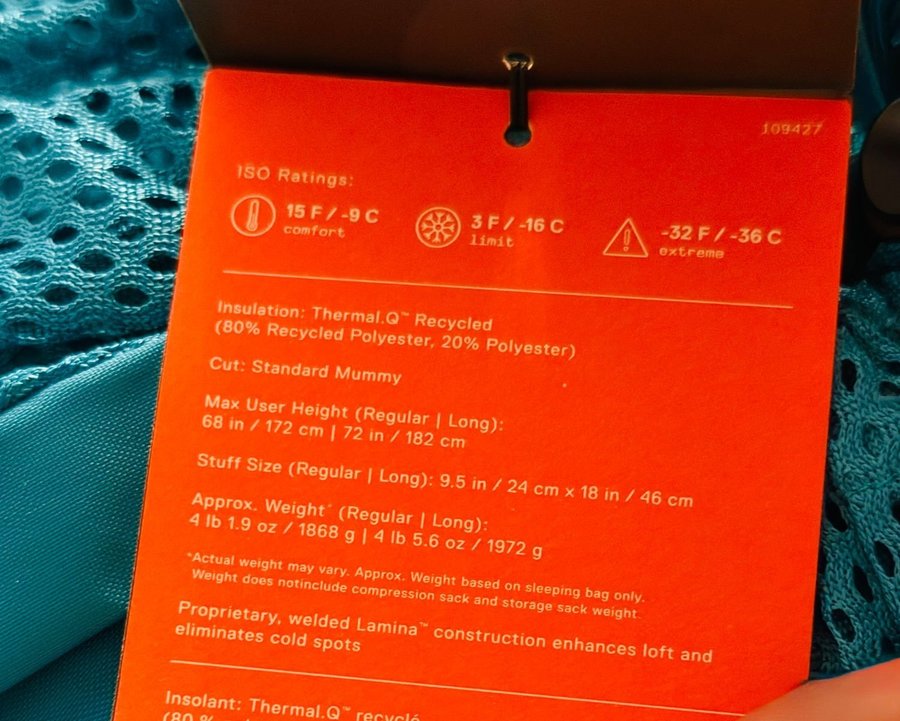 109427
ISO Ratings:
15 F / -9 C
comfort
3 F / -16 C
limit
-32 F / -36 C
extreme
Insulation: Thermal.Q™ Recycled
(80% Recycled Polyester, 20% Polyester)
Cut: Standard Mummy
Max User Height (Regular | Long):
68 in / 172 cm | 72 in / 182 cm
Stuff Size (Regular | Long): 9.5 in / 24 cm x 18 in / 46 cm
Approx. Weight* (Regular | Long):
4 lb 1.9 oz / 1868 g | 4 lb 5.6 oz / 1972 g
*Actual weight may vary. Approx. Weight based on sleeping bag only.
Weight does notinclude compression sack and storage sack weight.
Proprietary, welded Lamina™ construction enhances loft and
eliminates cold spots
Insolant: Thermal.Q™ recyclé
(80 %